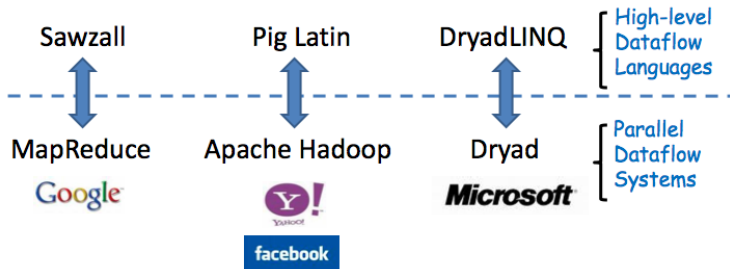 Sawzall Pig Latin DryadLINQ
High-level
Dataflow
Languages
MapReduce Apache Hadoop Dryad
Parallel
Dataflow
Systems
Google
Y!
YAHOO!
Microsoft
facebook